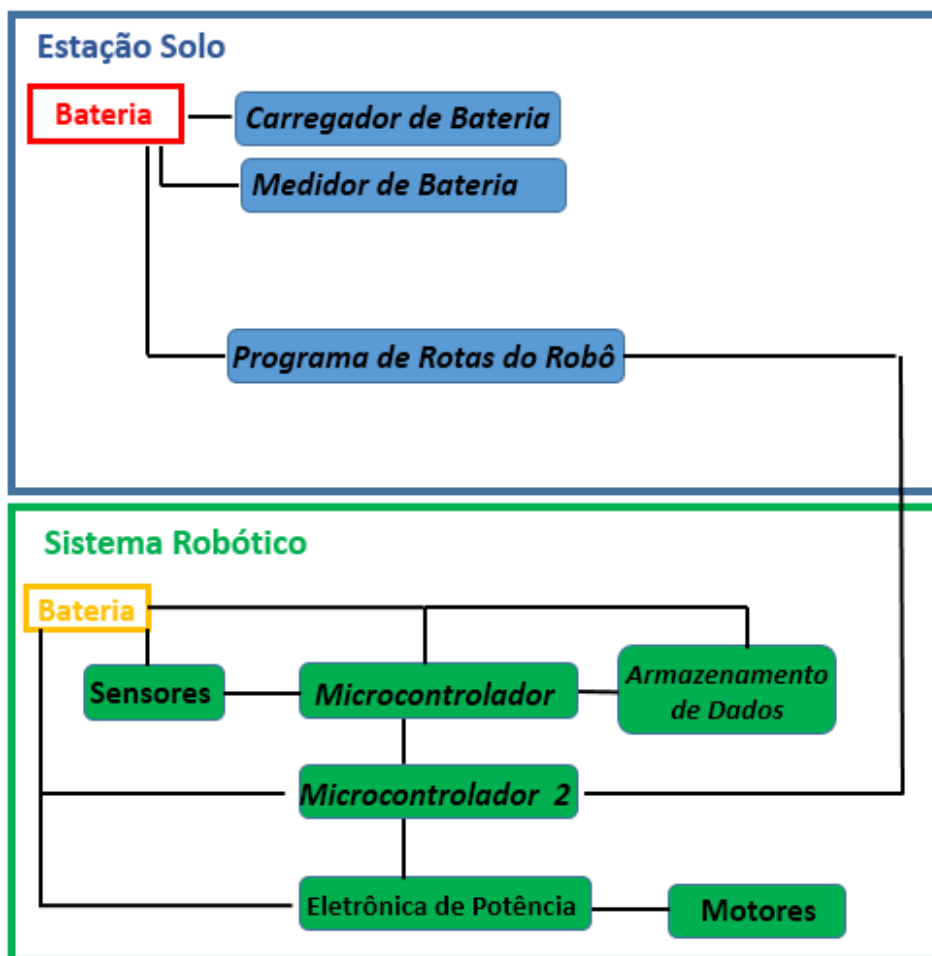 Estação Solo
Bateria
Carregador de Bateria
Medidor de Bateria
Programa de Rotas do Robô
Sistema Robótico
Bateria
Sensores
Microcontrolador
Armazenamento
de Dados
Microcontrolador 2
Eletrônica de Potência
Motores